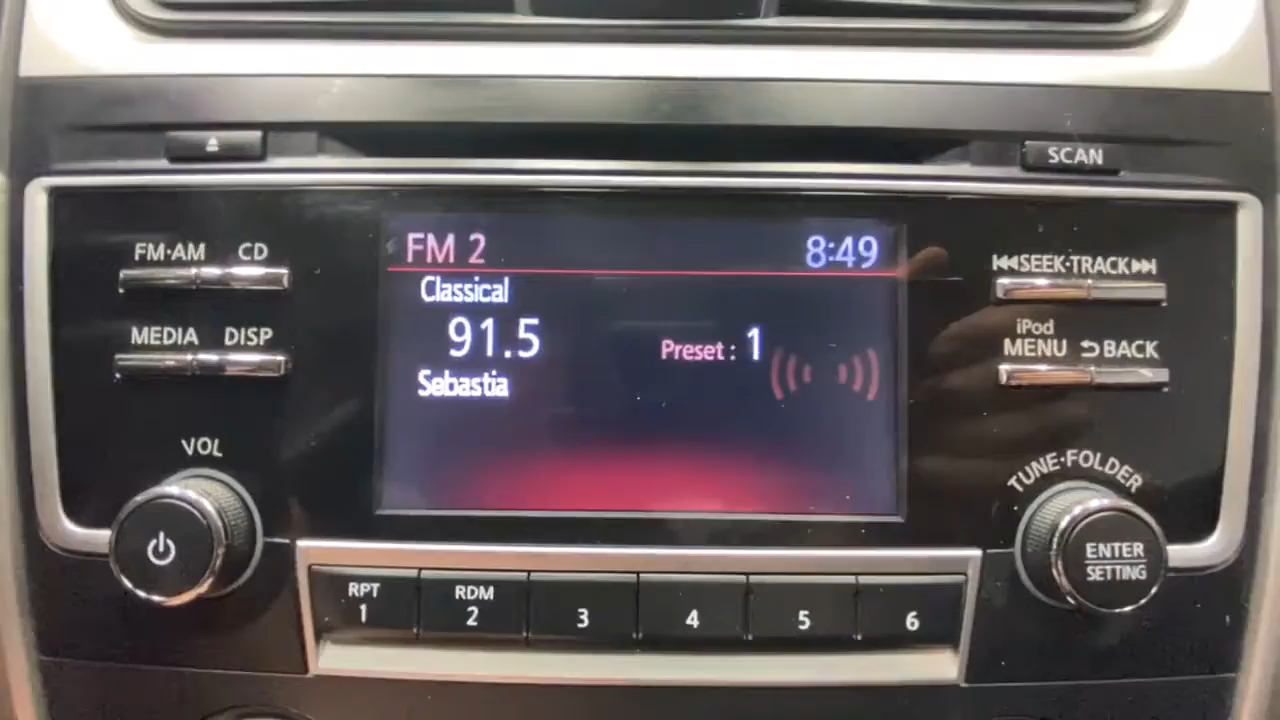 SCAN
FM·AM CD
FM 2 8:49
SEEK·TRACK
Classical
91.5
Preset : 1
Sebastia
MEDIA DISP
iPod
MENU BACK
VOL
TUNE·FOLDER
ENTER
SETTING
RPT RDM
1 2 3 4 5 6